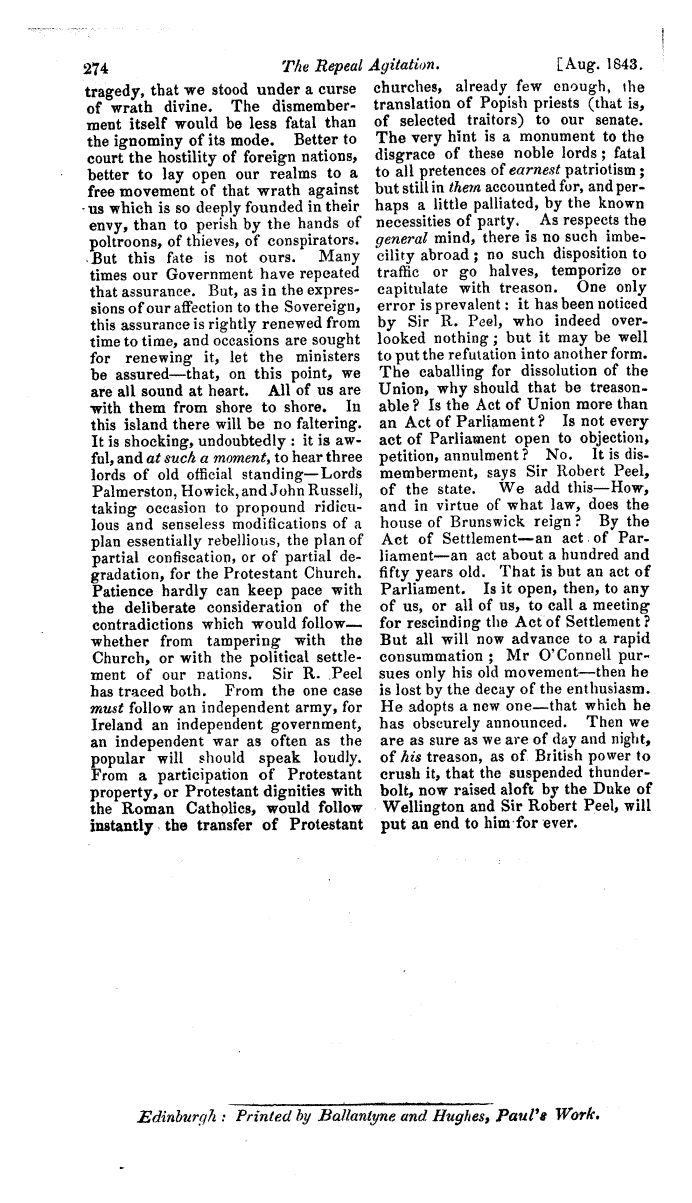 274
The Repeal Agitation.
[Aug. 1843.
tragedy, that we stood under a curse
of wrath divine. The dismember-
ment itself would be less fatal than
the ignominy of its mode. Better to
court the hostility of foreign nations,
better to lay open our realms to a
free movement of that wrath against
us which is so deeply founded in their
envy, than to perish by the hands of
poltroons, of thieves, of conspirators.
But this fate is not ours. Many
times our Government have repeated
that assurance. But, as in the expres-
sions of our affection to the Sovereign,
this assurance is rightly renewed from
time to time, and occasions are sought
for renewing it, let the ministers
be assured—that, on this point, we
are all sound at heart. All of us are
with them from shore to shore. In
this island there will be no faltering.
It is shocking, undoubtedly: it is aw-
ful, and at such a moment, to hear three
lords of old official standing—Lords
Palmerston, Howick, and John Russell,
taking occasion to propound ridicu-
lous and senseless modifications of a
plan essentially rebellious, the plan of
partial confiscation, or of partial de-
gradation, for the Protestant Church.
Patience hardly can keep pace with
the deliberate consideration of the
contradictions which would follow—
whether from tampering with the
Church, or with the political settle-
ment of our nations. Sir R. Peel
has traced both. From the one case
must follow an independent army, for
Ireland an independent government,
an independent war as often as the
popular will should speak loudly.
From a participation of Protestant
property, or Protestant dignities with
the Roman Catholics, would follow
instantly the transfer of Protestant
churches, already few enough, the
translation of Popish priests (that is,
of selected traitors) to our senate.
The very hint is a monument to the
disgrace of these noble lords; fatal
to all pretences of earnest patriotism;
but still in them accounted for, and per-
haps a little palliated, by the known
necessities of party. As respects the
general mind, there is no such imbe-
cility abroad; no such disposition to
traffic or go halves, temporize or
capitulate with treason. One only
error is prevalent: it has been noticed
by Sir R. Peel, who indeed over-
looked nothing; but it may be well
to put the refutation into another form.
The caballing for dissolution of the
Union, why should that be treason-
able? Is the Act of Union more than
an Act of Parliament? Is not every
act of Parliament open to objection,
petition, annulment? No. It is dis-
memberment, says Sir Robert Peel,
of the state. We add this—How,
and in virtue of what law, does the
house of Brunswick reign? By the
Act of Settlement—an act of Par-
liament—an act about a hundred and
fifty years old. That is but an act of
Parliament. Is it open, then, to any
of us, or all of us, to call a meeting
for rescinding the Act of Settlement?
But all will now advance to a rapid
consummation; Mr O'Connell pur-
sues only his old movement—then he
is lost by the decay of the enthusiasm.
He adopts a new one—that which he
has obscurely announced. Then we
are as sure as we are of day and night,
of his treason, as of British power to
crush it, that the suspended thunder-
bolt, now raised aloft by the Duke of
Wellington and Sir Robert Peel, will
put an end to him for ever.
Edinburgh: Printed by Ballantyne and Hughes, Paul's Work.